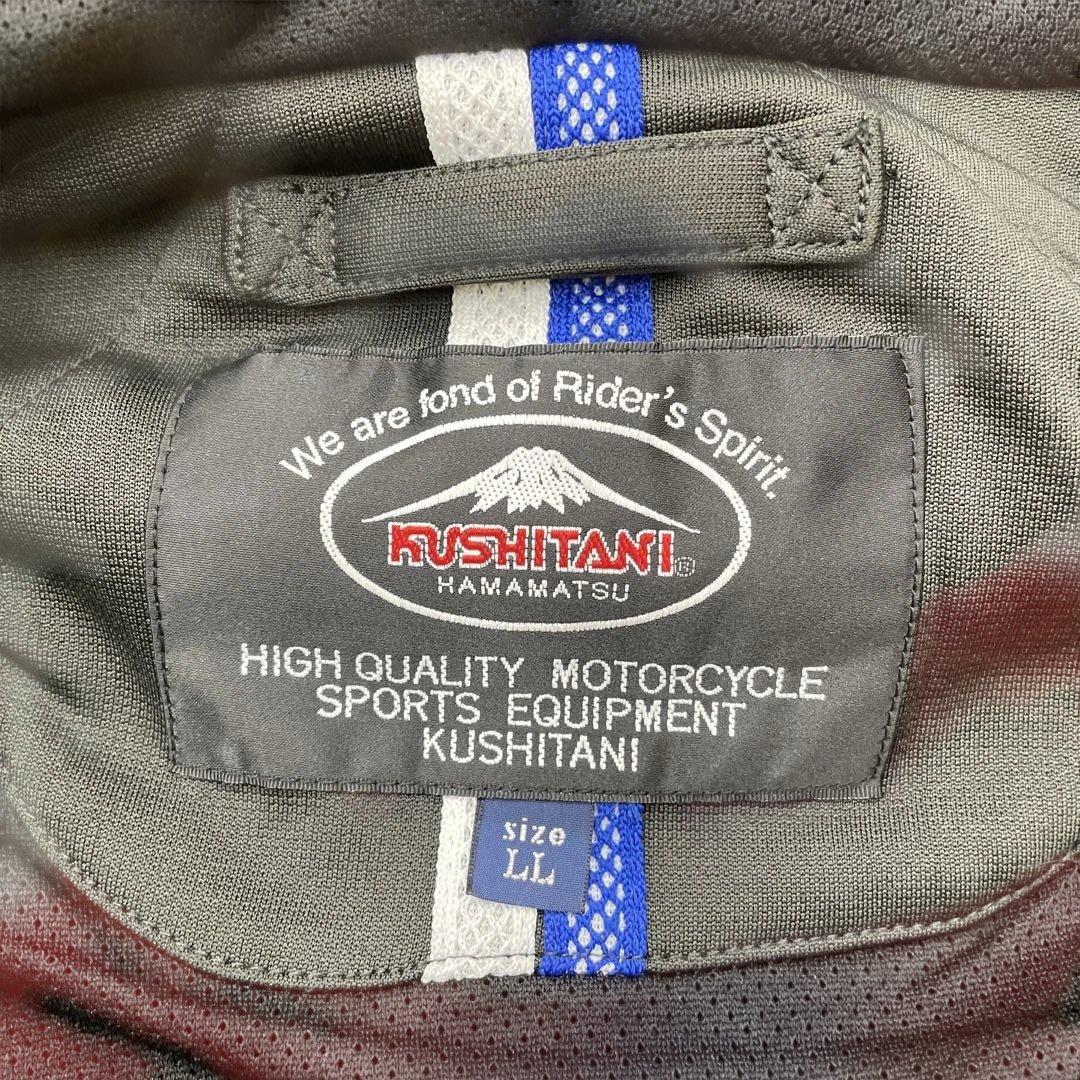 We are fond of Rider's Spirit.
KUSHITANI®
HAMAMATSU
HIGH QUALITY MOTORCYCLE
SPORTS EQUIPMENT
KUSHITANI
size
LL